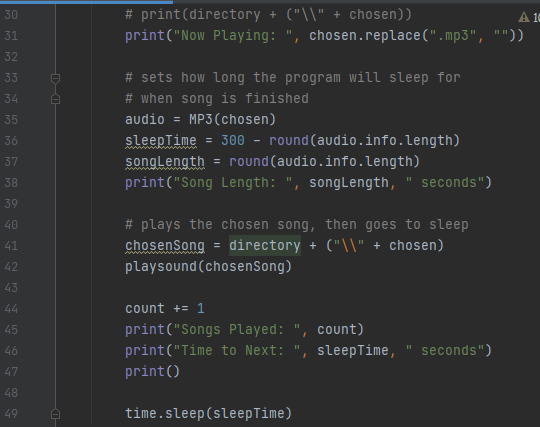 30 # print(directory + ("\\" + chosen))
31 print("Now Playing: ", chosen.replace(".mp3", ""))
32
33 # sets how long the program will sleep for
34 # when song is finished
35 audio = MP3(chosen)
36 sleepTime = 300 - round(audio.info.length)
37 songLength = round(audio.info.length)
38 print("Song Length: ", songLength, " seconds")
39
40 # plays the chosen song, then goes to sleep
41 chosenSong = directory + ("\\" + chosen)
42 playsound(chosenSong)
43
44 count += 1
45 print("Songs Played: ", count)
46 print("Time to Next: ", sleepTime, " seconds")
47 print()
48
49 time.sleep(sleepTime)